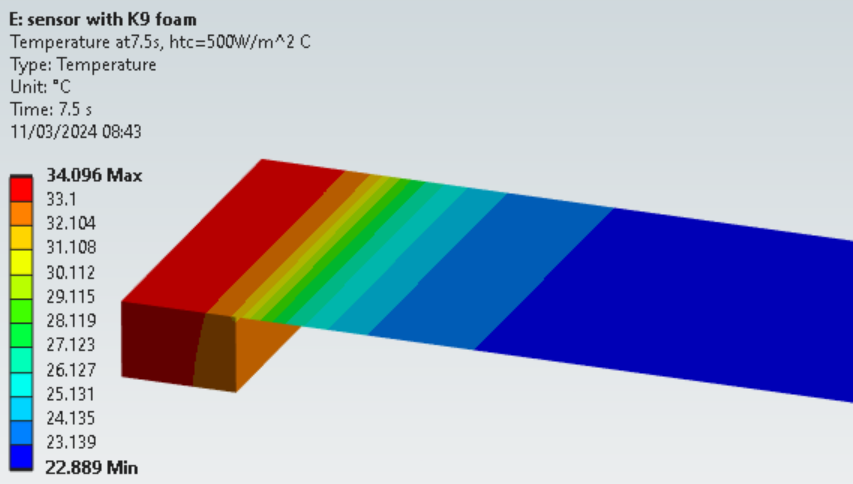 E: sensor with K9 foam
Temperature at7.5s, htc=500W/m^2 C
Type: Temperature
Unit: °C
Time: 7.5 s
11/03/2024 08:43
34.096 Max
33.1
32.104
31.108
30.112
29.115
28.119
27.123
26.127
25.131
24.135
23.139
22.889 Min